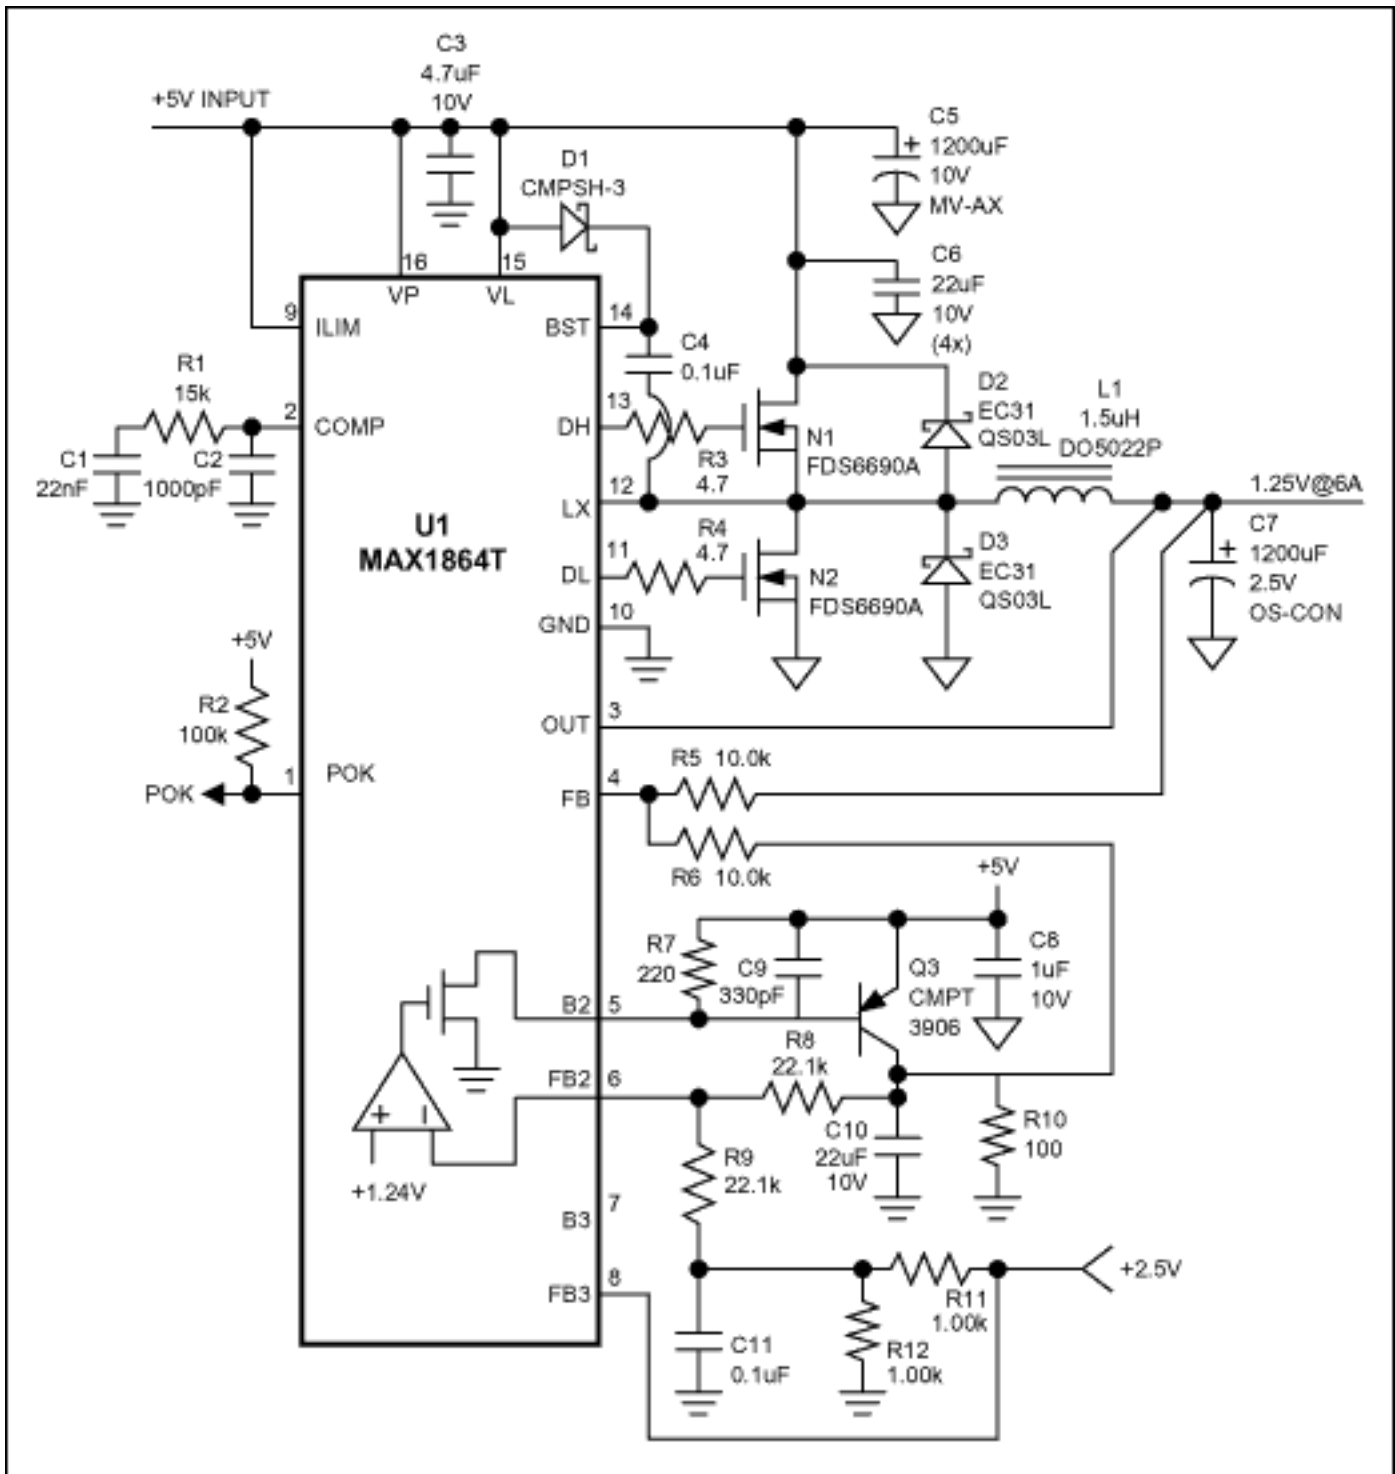 C3
4.7uF
10V
+5V INPUT
C5
+
1200uF
10V
MV-AX
D1
CMPSH-3
C6
22uF
10V
(4x)
16
15
VP
VL
9
ILIM
14
BST
C4
0.1uF
R1
15k
2
COMP
C1
22nF
C2
1000pF
13
DH
R3
4.7
N1
FDS6690A
D2
EC31
QS03L
L1
1.5uH
DO5022P
12
LX
1.25V@6A
U1
MAX1864T
11
DL
R4
4.7
N2
FDS6690A
D3
EC31
QS03L
C7
+
1200uF
2.5V
OS-CON
10
GND
+5V
R2
100k
POK
1
POK
3
OUT
4
FB
R5 10.0k
R6 10.0k
+5V
R7
220
C9
330pF
Q3
CMPT
3906
C8
1uF
10V
5
B2
R8
22.1k
6
FB2
+
–
+1.24V
R9
22.1k
C10
22uF
10V
R10
100
7
B3
8
FB3
+2.5V
R11
1.00k
R12
1.00k
C11
0.1uF